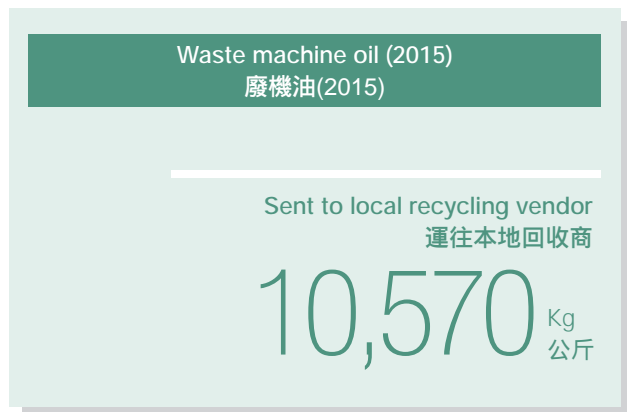 Waste machine oil (2015)
廢機油(2015)
Sent to local recycling vendor
運往本地回收商
10,570 Kg
公斤